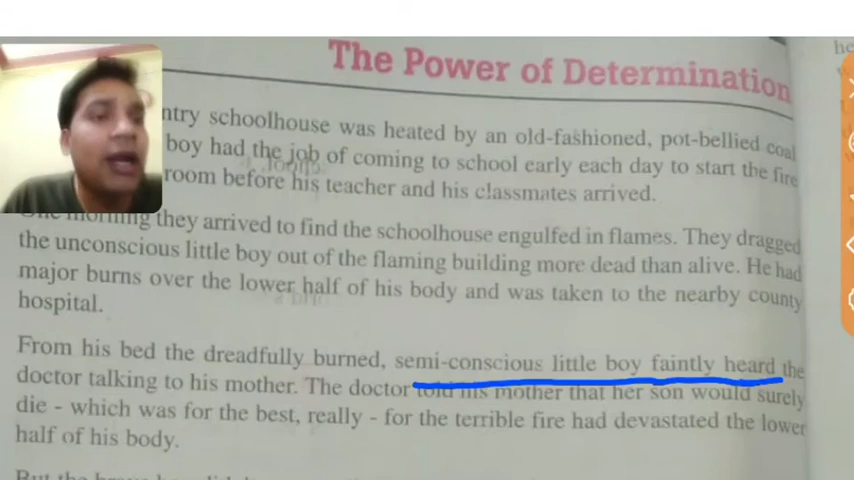 The Power of Determination
ntry schoolhouse was heated by an old-fashioned, pot-bellied coal
boy had the job of coming to school early each day to start the fire
room before his teacher and his classmates arrived.
One morning they arrived to find the schoolhouse engulfed in flames. They dragged
the unconscious little boy out of the flaming building more dead than alive. He had
major burns over the lower half of his body and was taken to the nearby county
hospital.
From his bed the dreadfully burned, semi-conscious little boy faintly heard the
doctor talking to his mother. The doctor told his mother that her son would surely
die - which was for the best, really - for the terrible fire had devastated the lower
half of his body.
But the brave